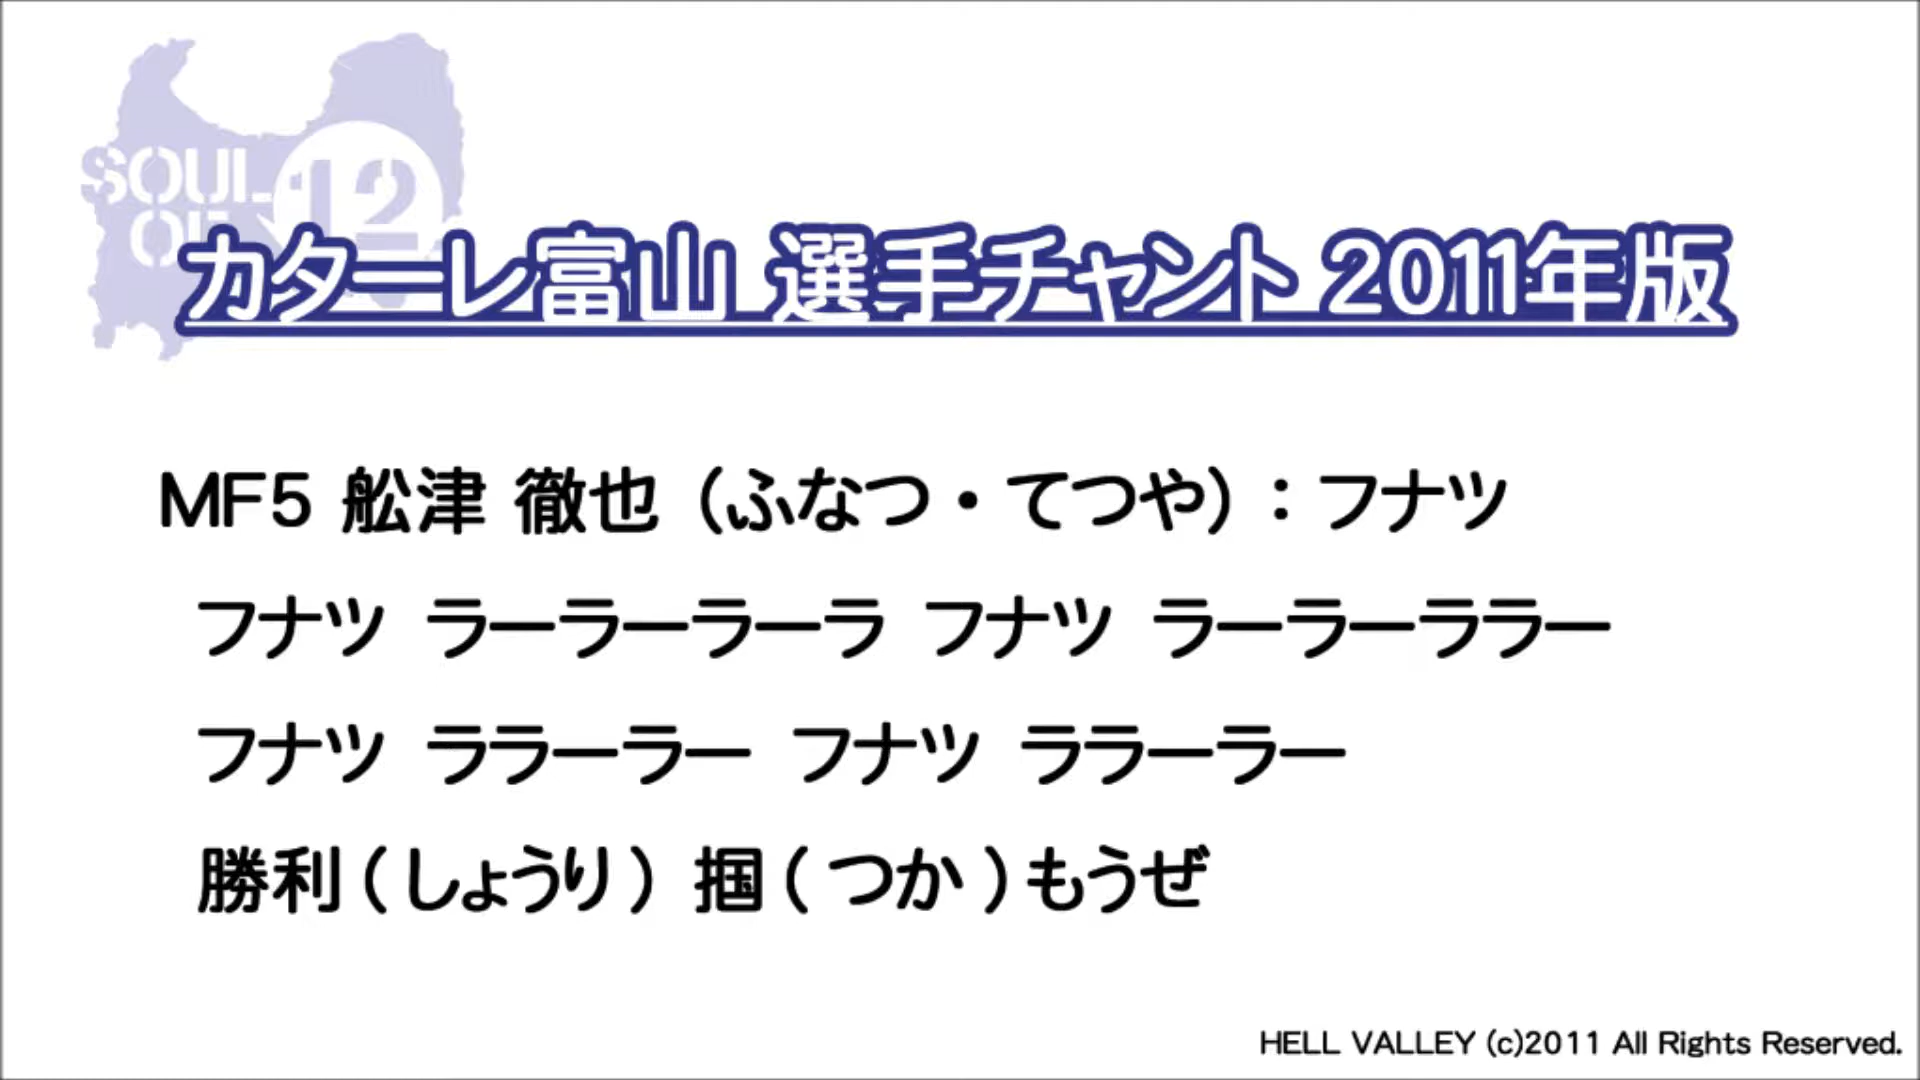 SOUL
OF 12
カターレ富山 選手チャント 2011年版
MF5 舩津 徹也（ふなつ・てつや）：フナツ
フナツ ラーラーラーラ フナツ ラーラーララー
フナツ ララーラー フナツ ララーラー
勝利(しょうり) 掴(つか)もうぜ
HELL VALLEY (c)2011 All Rights Reserved.